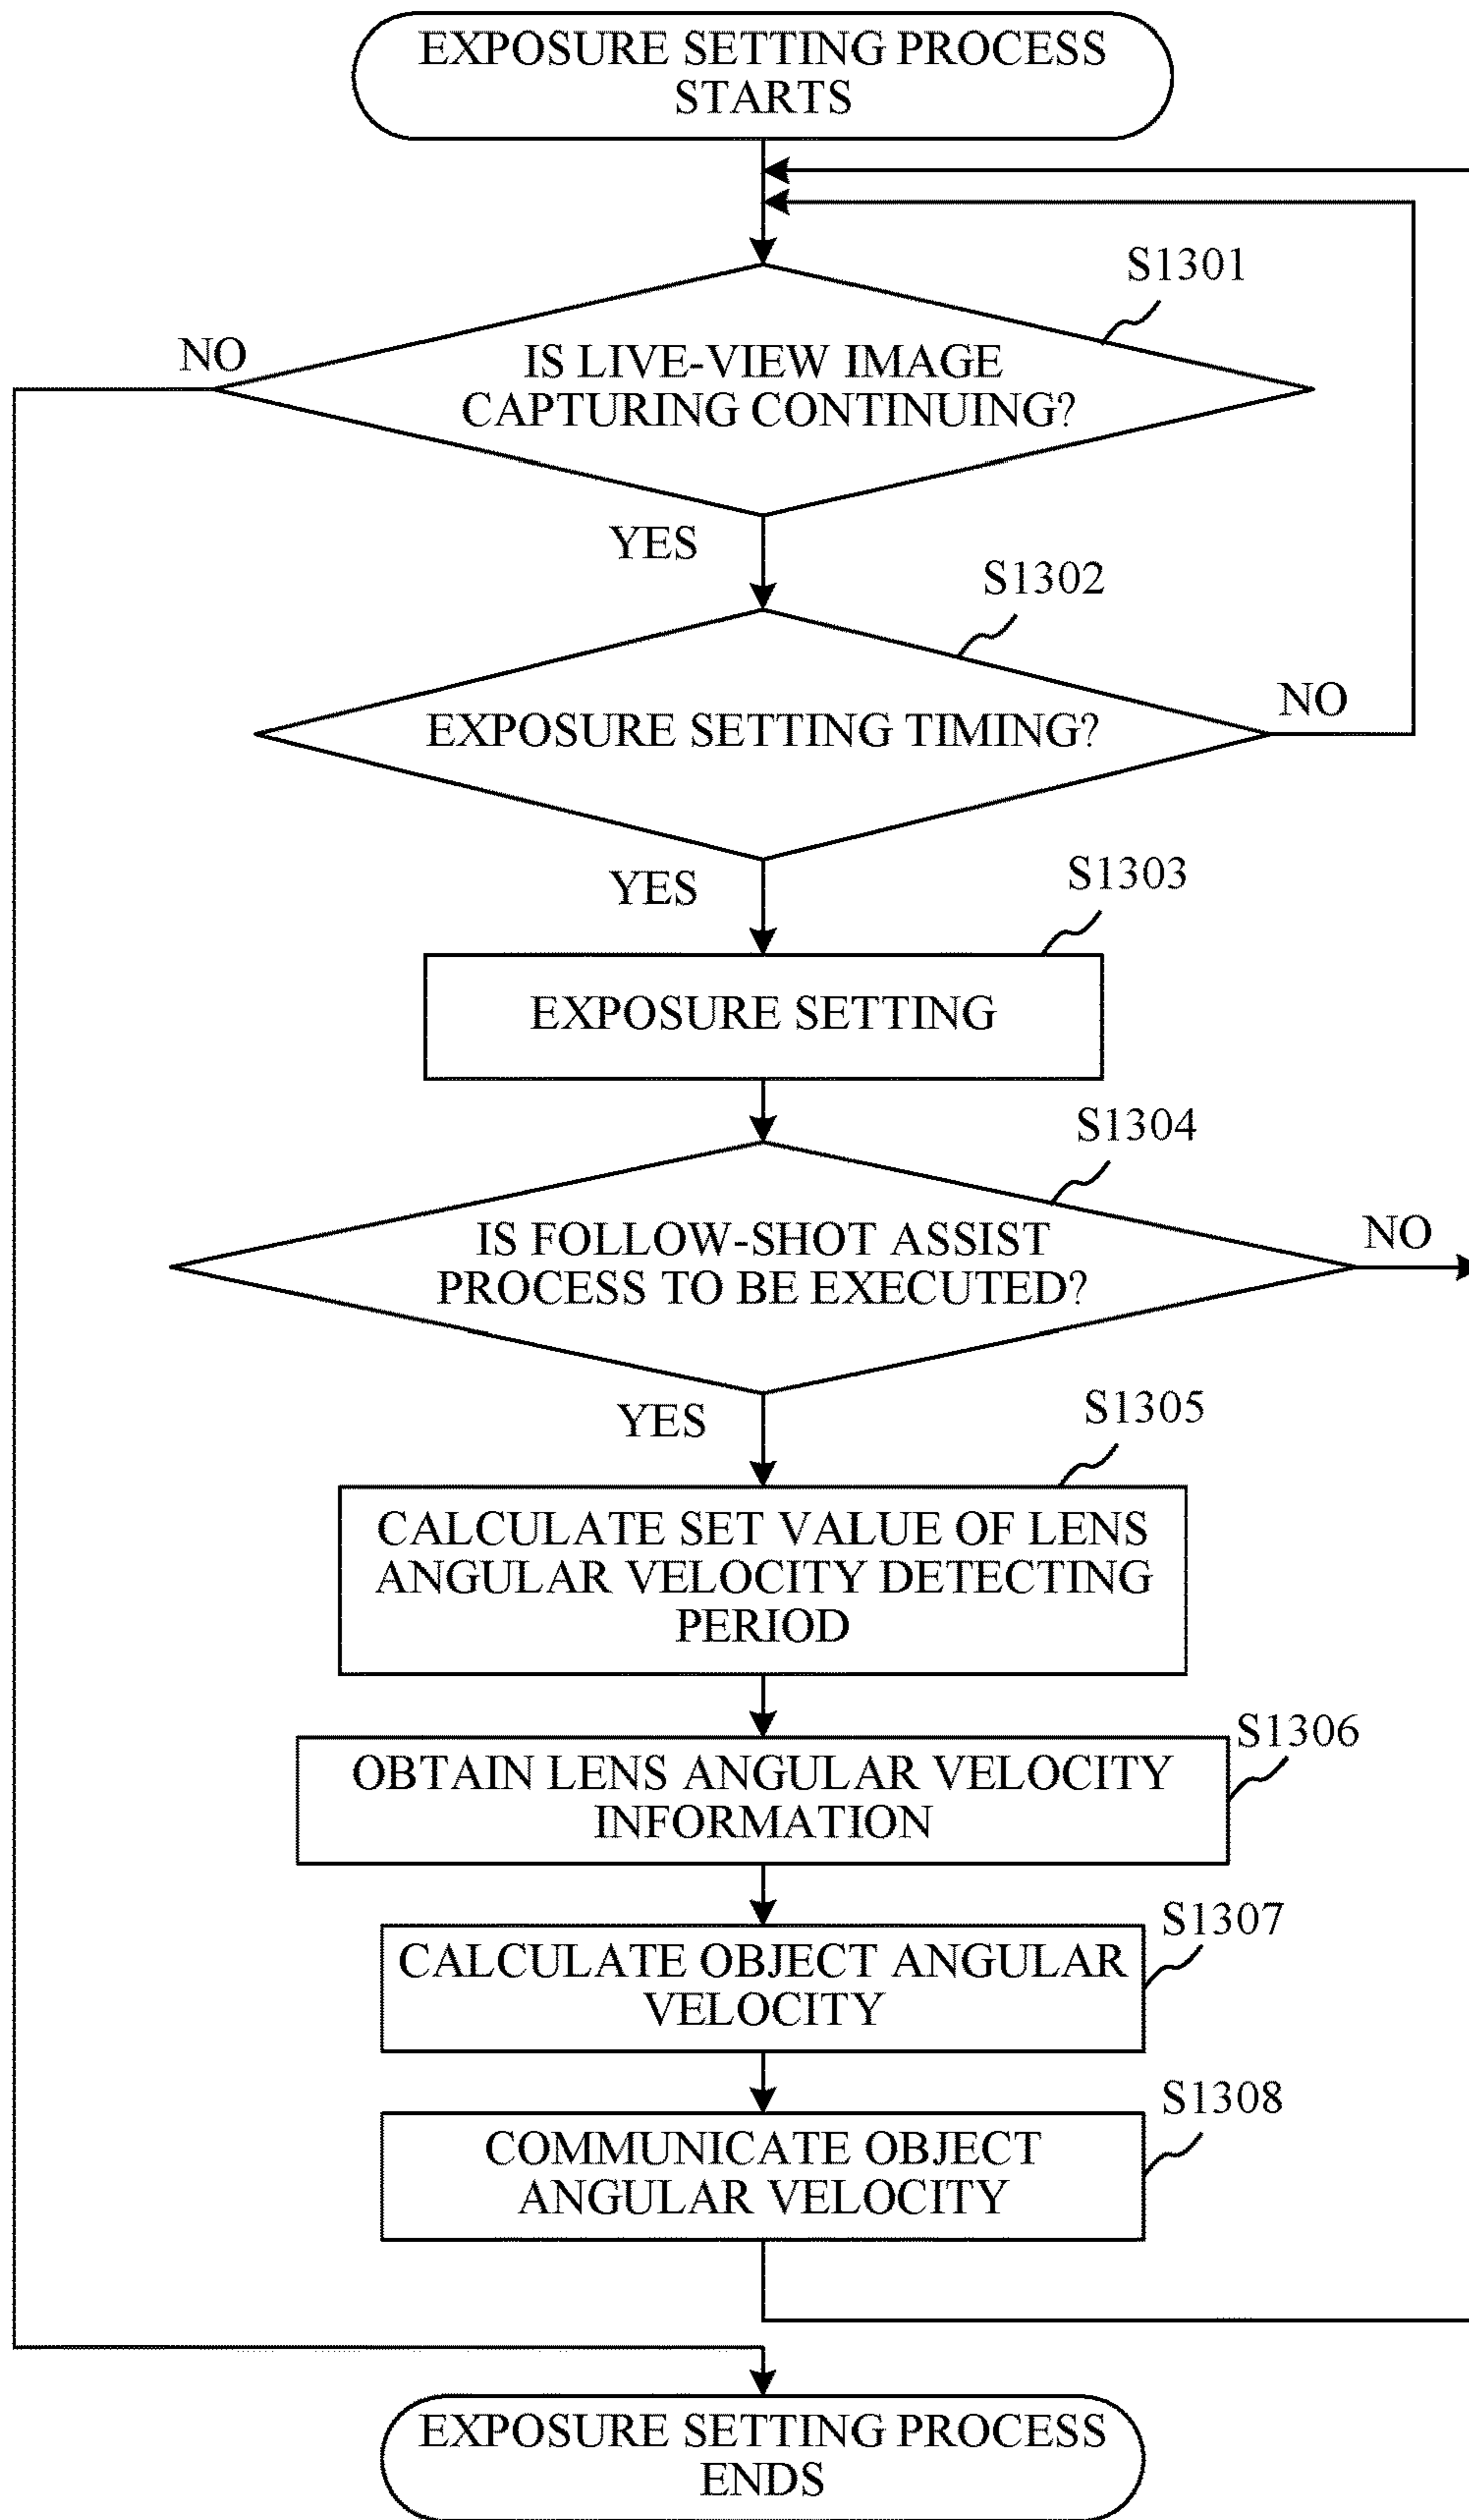 EXPOSURE SETTING PROCESS
STARTS
S1301
NO
IS LIVE-VIEW IMAGE
CAPTURING CONTINUING?
YES
S1302
EXPOSURE SETTING TIMING?
NO
YES
S1303
EXPOSURE SETTING
S1304
IS FOLLOW-SHOT ASSIST
PROCESS TO BE EXECUTED?
NO
YES
S1305
CALCULATE SET VALUE OF LENS
ANGULAR VELOCITY DETECTING
PERIOD
S1306
OBTAIN LENS ANGULAR VELOCITY
INFORMATION
S1307
CALCULATE OBJECT ANGULAR
VELOCITY
S1308
COMMUNICATE OBJECT
ANGULAR VELOCITY
EXPOSURE SETTING PROCESS
ENDS